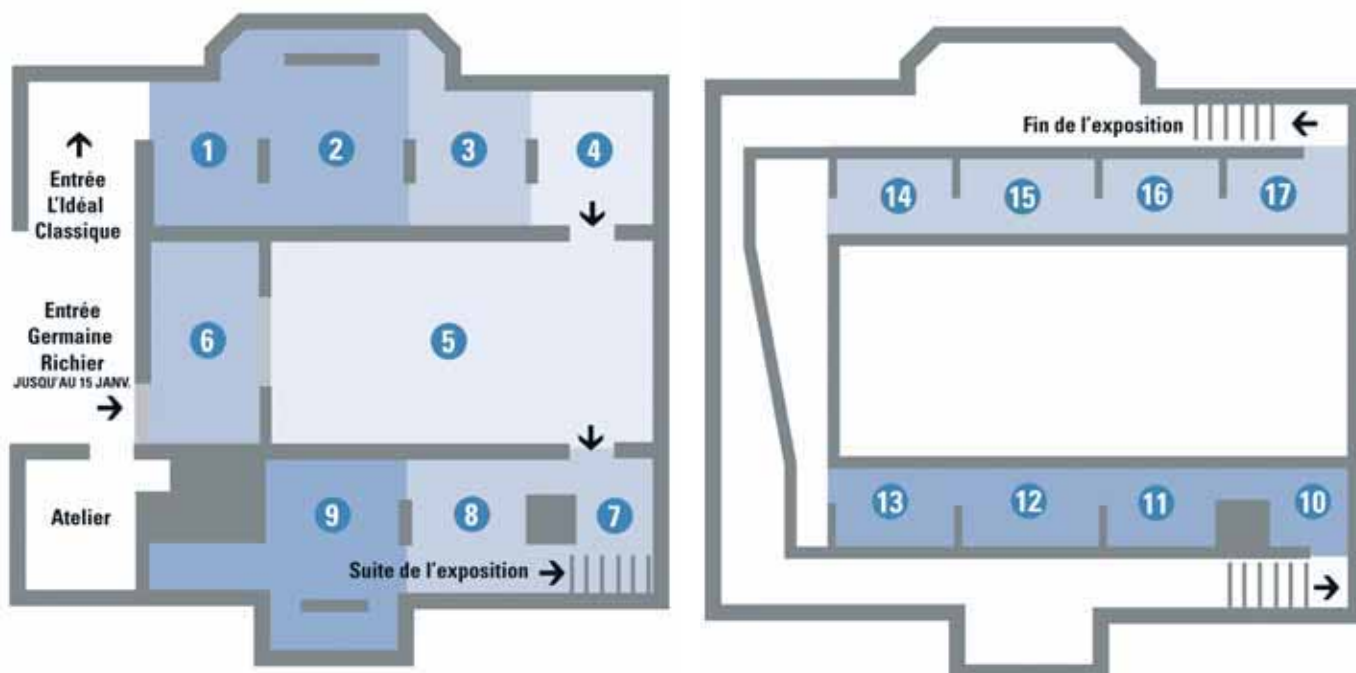 1
2
3
4
Entrée
L'Idéal
Classique
Entrée
Germaine
Richier
JUSQU'AU 15 JANV.
6
5
Atelier
9
8
7
Suite de l'exposition
Fin de l'exposition
14
15
16
17
13
12
11
10